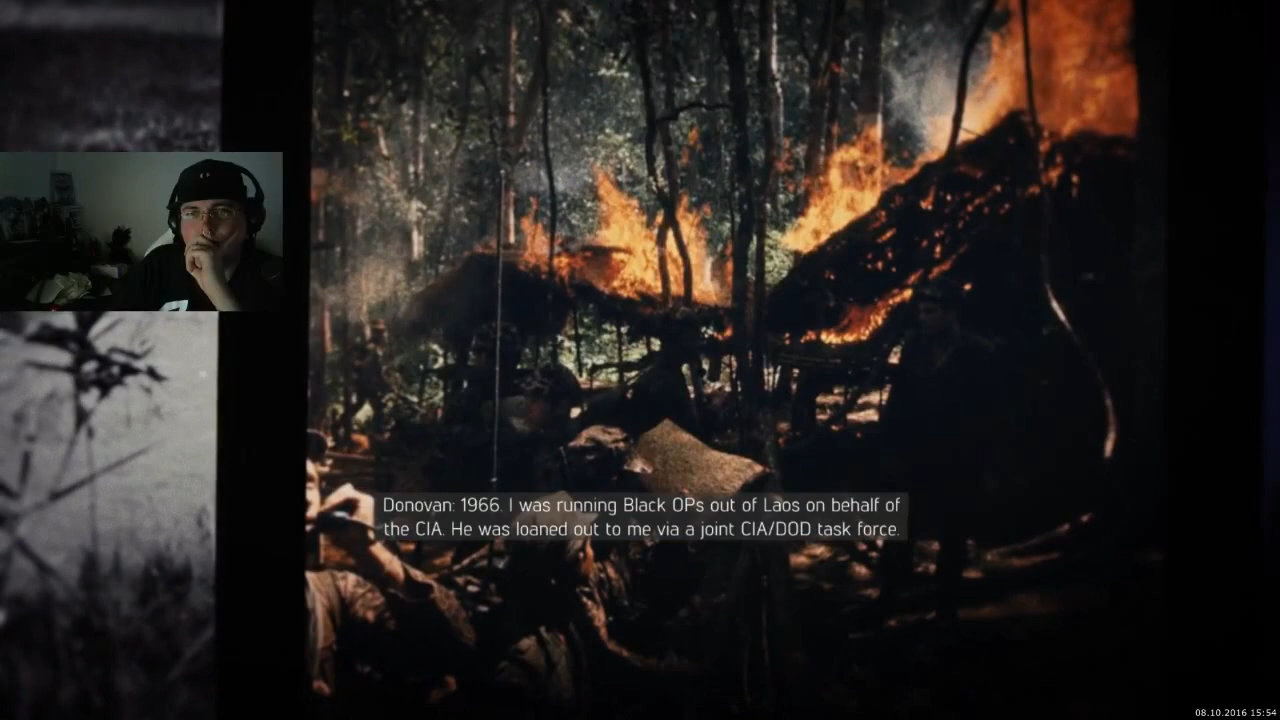 Donovan: 1966. I was running Black OPs out of Laos on behalf of
the CIA. He was loaned out to me via a joint CIA/DOD task force.
08.10.2016 15:54